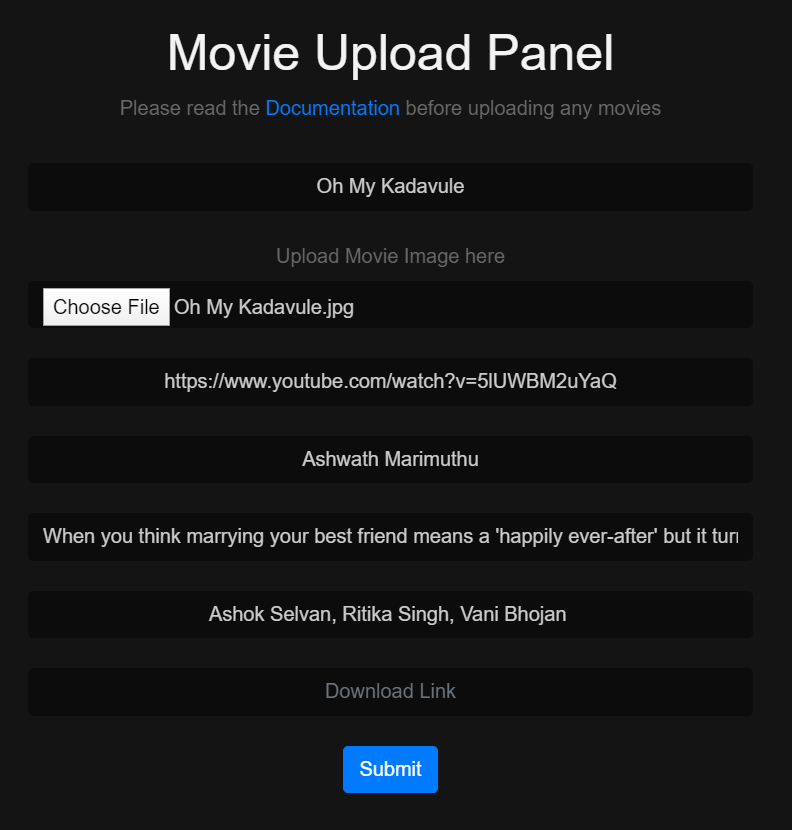 Movie Upload Panel
Please read the Documentation before uploading any movies
Oh My Kadavule
Upload Movie Image here
Choose File Oh My Kadavule.jpg
https://www.youtube.com/watch?v=5lUWBM2uYaQ
Ashwath Marimuthu
When you think marrying your best friend means a 'happily ever-after' but it turn
Ashok Selvan, Ritika Singh, Vani Bhojan
Download Link
Submit